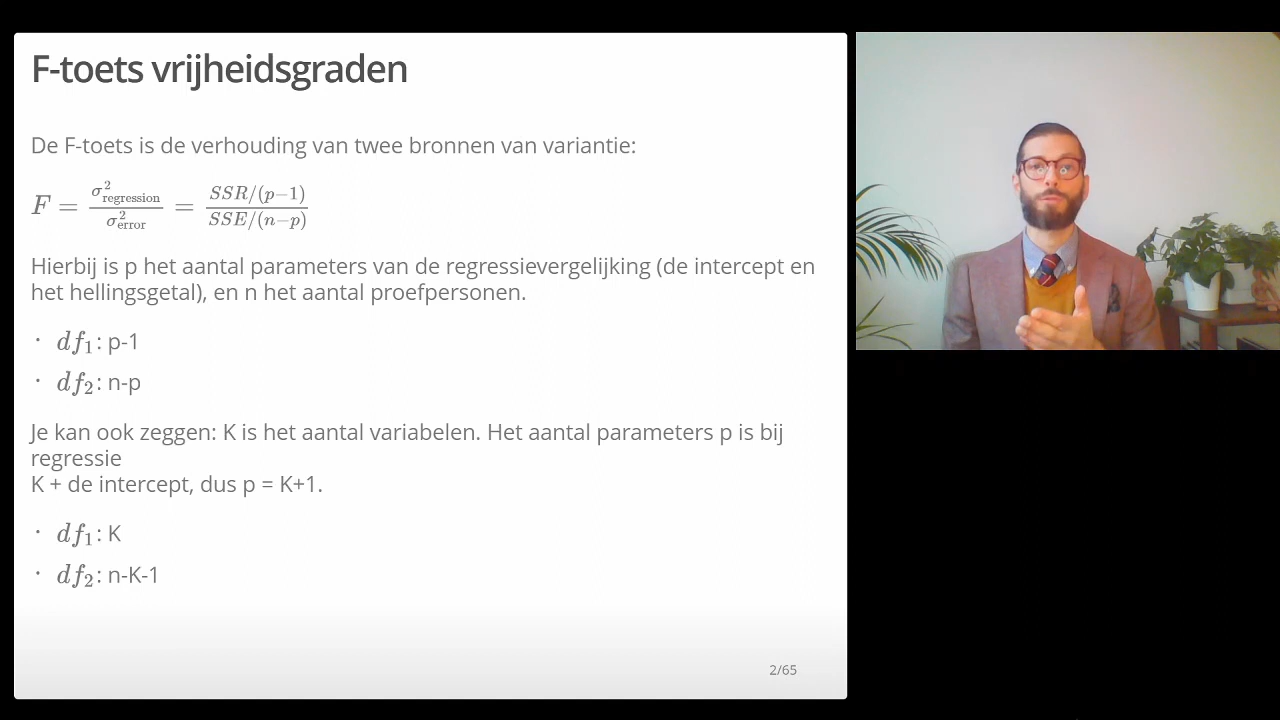 F-toets vrijheidsgraden
De F-toets is de verhouding van twee bronnen van variantie:
F = σ²regression / σ²error = SSR/(p−1) / SSE/(n−p)
Hierbij is p het aantal parameters van de regressievergelijking (de intercept en
het hellingsgetal), en n het aantal proefpersonen.
· df₁: p-1
· df₂: n-p
Je kan ook zeggen: K is het aantal variabelen. Het aantal parameters p is bij
regressie
K + de intercept, dus p = K+1.
· df₁: K
· df₂: n-K-1
2/65